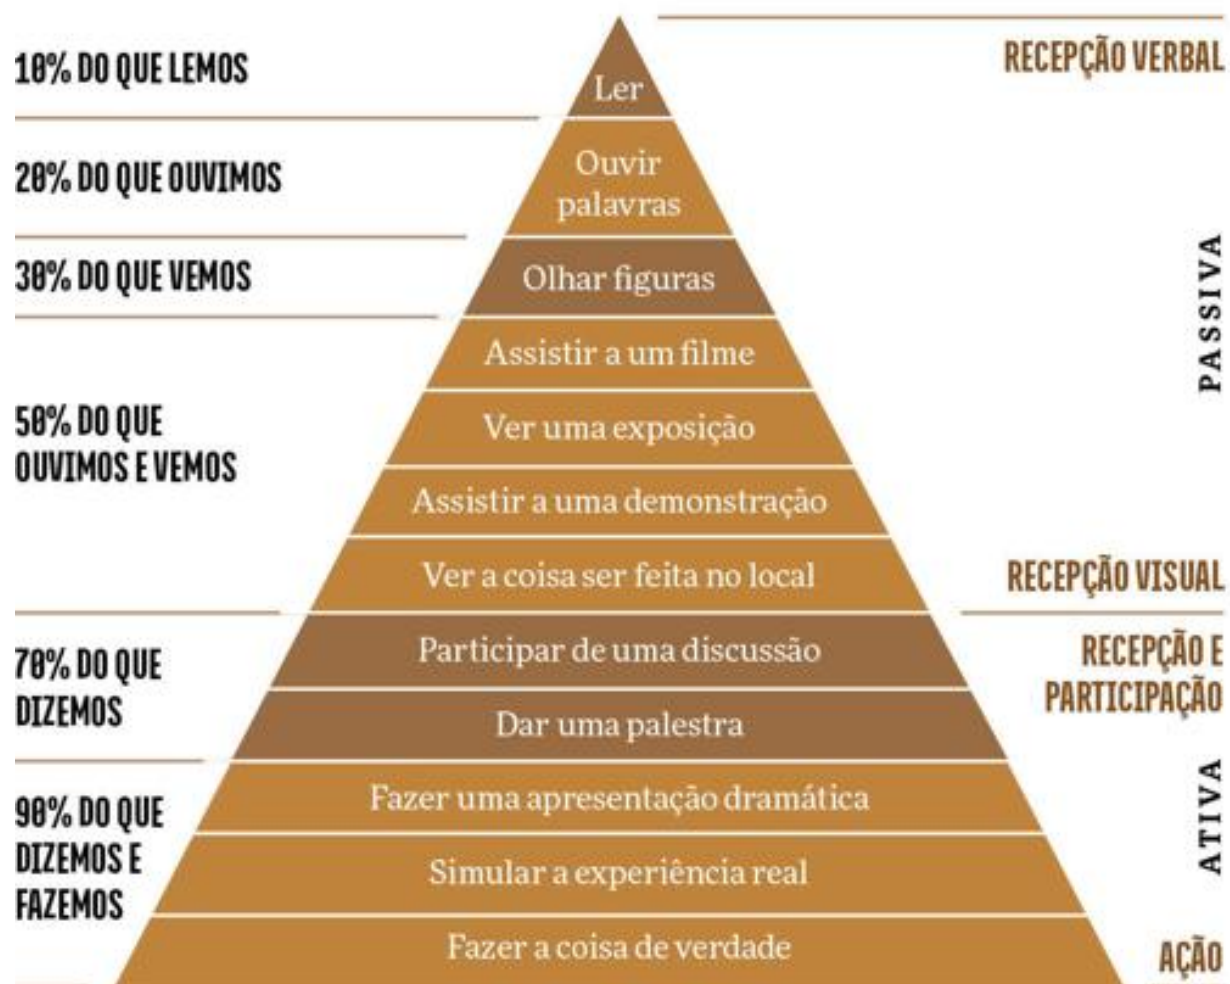 10% DO QUE LEMOS
20% DO QUE OUVIMOS
30% DO QUE VEMOS
50% DO QUE
OUVIMOS E VEMOS
70% DO QUE
DIZEMOS
90% DO QUE
DIZEMOS E
FAZEMOS
Ler
Ouvir
palavras
Olhar figuras
Assistir a um filme
Ver uma exposição
Assistir a uma demonstração
Ver a coisa ser feita no local
Participar de uma discussão
Dar uma palestra
Fazer uma apresentação dramática
Simular a experiência real
Fazer a coisa de verdade
RECEPÇÃO VERBAL
PASSIVA
RECEPÇÃO VISUAL
RECEPÇÃO E
PARTICIPAÇÃO
ATIVA
AÇÃO